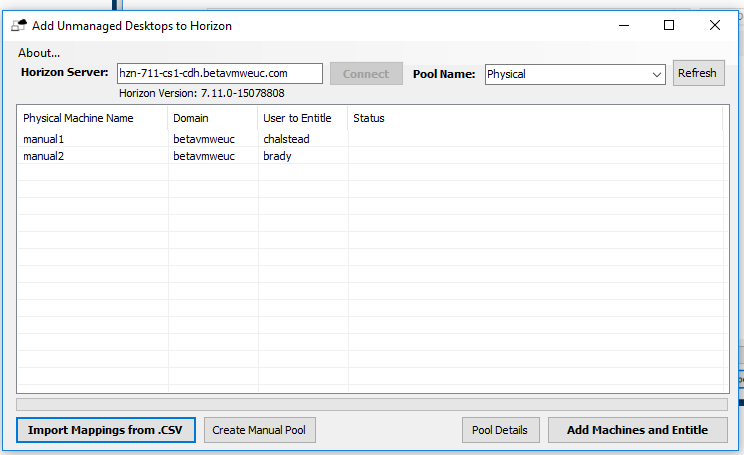 Add Unmanaged Desktops to Horizon
About...
Horizon Server: hzn-711-cs1-cdh.betavmweuc.com Connect Pool Name: Physical Refresh
Horizon Version: 7.11.0-15078808
Physical Machine Name Domain User to Entitle Status
manual1 betavmweuc chalstead
manual2 betavmweuc brady
Import Mappings from .CSV Create Manual Pool Pool Details Add Machines and Entitle